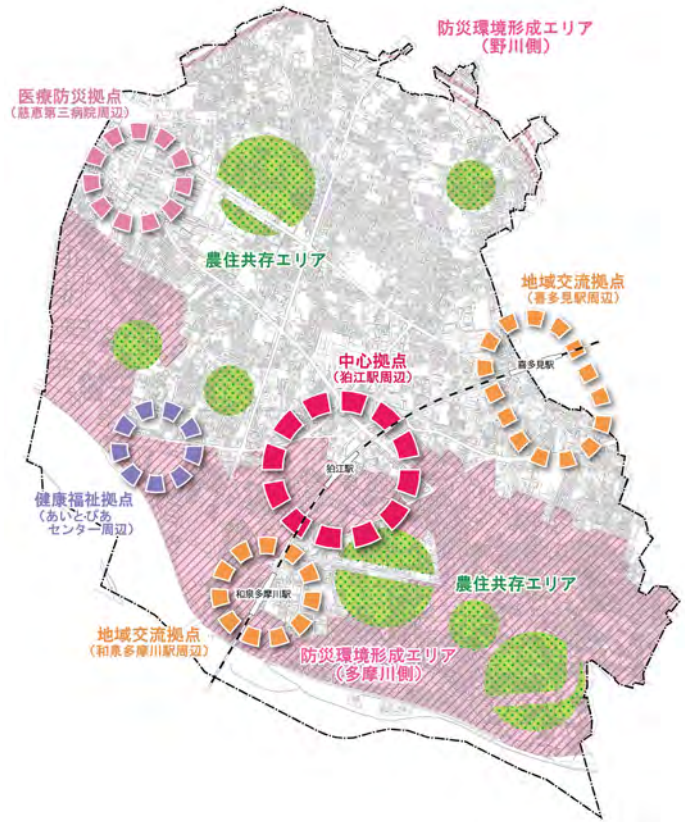 防災環境形成エリア
（野川側）
医療防災拠点
（慈恵第三病院周辺）
農住共存エリア
地域交流拠点
（喜多見駅周辺）
喜多見駅
中心拠点
（狛江駅周辺）
狛江駅
健康福祉拠点
（あいとぴあ
センター周辺）
和泉多摩川駅
農住共存エリア
地域交流拠点
（和泉多摩川駅周辺）
防災環境形成エリア
（多摩川側）